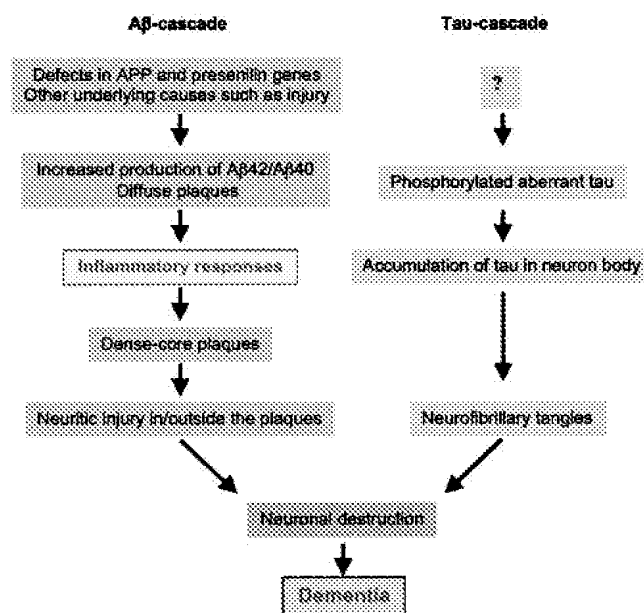 Aβ-cascade
Defects in APP and presenilin genes
Other underlying causes such as injury
Increased production of Aβ42/Aβ40
Diffuse plaques
Inflammatory responses
Dense-core plaques
Neuritic injury in/outside the plaques
Tau-cascade
?
Phosphorylated aberrant tau
Accumulation of tau in neuron body
Neurofibrillary tangles
Neuronal destruction
Dementia